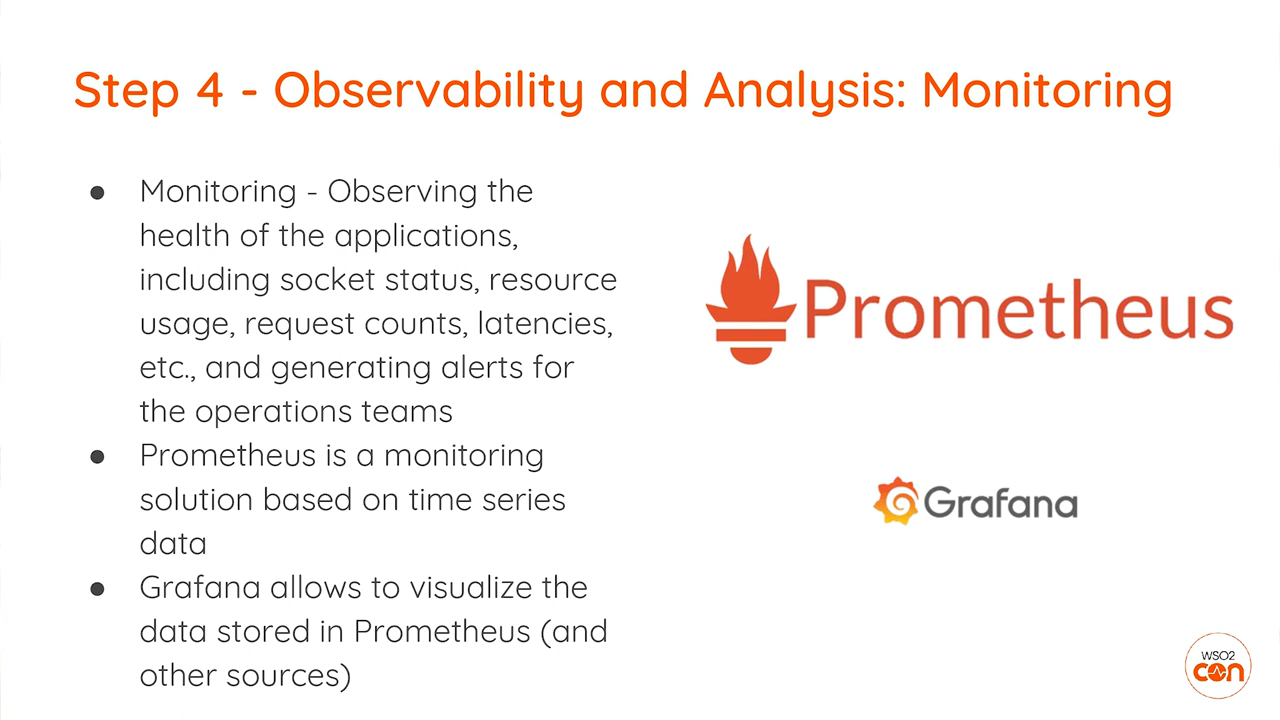 Step 4 - Observability and Analysis: Monitoring
● Monitoring - Observing the
health of the applications,
including socket status, resource
usage, request counts, latencies,
etc., and generating alerts for
the operations teams
● Prometheus is a monitoring
solution based on time series
data
● Grafana allows to visualize the
data stored in Prometheus (and
other sources)
Prometheus
Grafana
WSO2
con